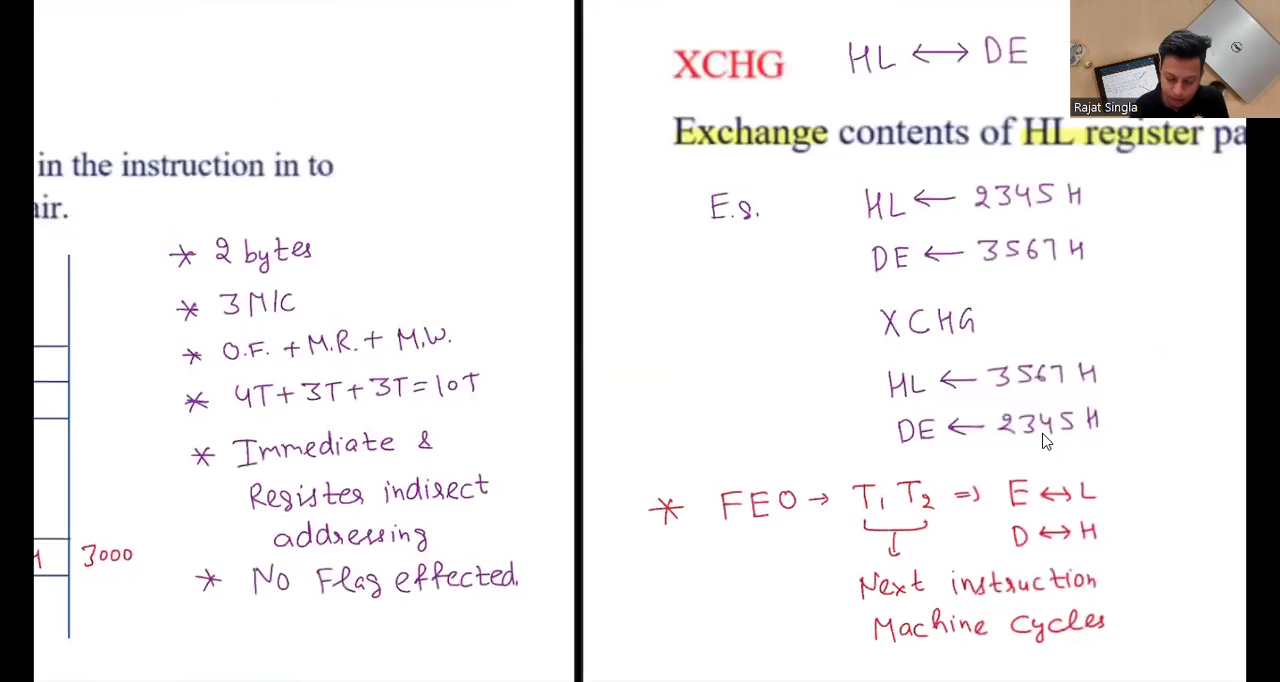 in the instruction in to
air.
* 2 bytes
* 3 M/C
* O.F. + M.R. + M.W.
* 4T + 3T + 3T = 10T
* Immediate &
Register indirect
addressing
* No Flag effected.
3000
XCHG HL ↔ DE
Rajat Singla
Exchange contents of HL register pa
E.g. HL ← 2345 H
DE ← 3567 H
XCHG
HL ← 3567 H
DE ← 2345 H
* FEO → T1 T2 => E ↔ L
D ↔ H
Next instruction
Machine cycles